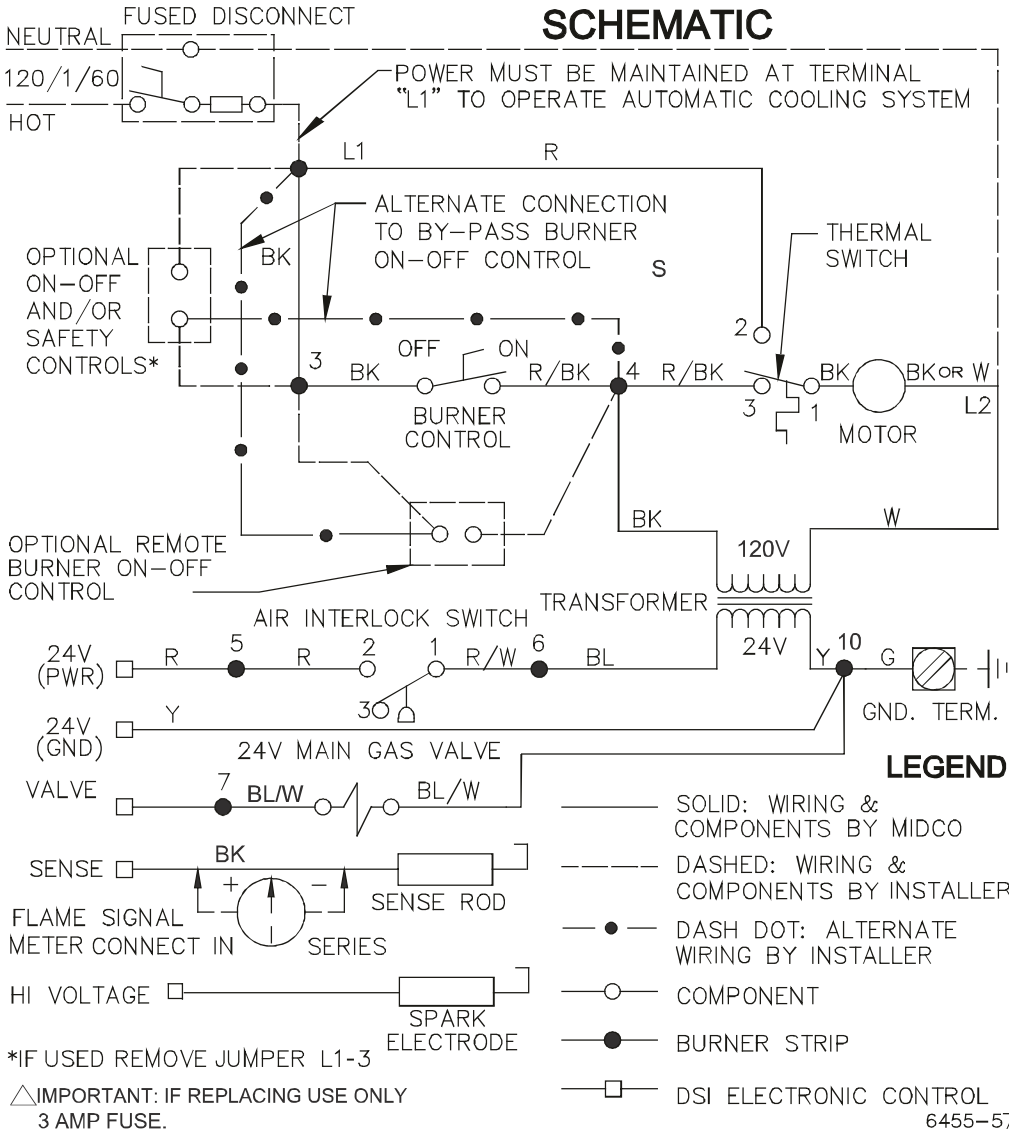 FUSED DISCONNECT
SCHEMATIC
NEUTRAL
120/1/60
HOT
POWER MUST BE MAINTAINED AT TERMINAL
"L1" TO OPERATE AUTOMATIC COOLING SYSTEM
L1
R
ALTERNATE CONNECTION
TO BY-PASS BURNER
ON-OFF CONTROL
BK
S
THERMAL
SWITCH
OPTIONAL
ON-OFF
AND/OR
SAFETY
CONTROLS*
2
3
OFF
ON
BK
R/BK
4
R/BK
3
1
BK
BK OR W
L2
BURNER
CONTROL
MOTOR
BK
W
120V
OPTIONAL REMOTE
BURNER ON-OFF
CONTROL
TRANSFORMER
24V
AIR INTERLOCK SWITCH
24V
(PWR)
R
5
R
2
1
R/W
6
BL
Y
10
G
3
GND. TERM.
24V
(GND)
Y
24V MAIN GAS VALVE
VALVE
7
BL/W
BL/W
SENSE
BK
+
-
SENSE ROD
FLAME SIGNAL
METER CONNECT IN
SERIES
HI VOLTAGE
SPARK
ELECTRODE
*IF USED REMOVE JUMPER L1-3
IMPORTANT: IF REPLACING USE ONLY
3 AMP FUSE.
LEGEND
SOLID: WIRING &
COMPONENTS BY MIDCO
DASHED: WIRING &
COMPONENTS BY INSTALLER
DASH DOT: ALTERNATE
WIRING BY INSTALLER
COMPONENT
BURNER STRIP
DSI ELECTRONIC CONTROL
6455-57